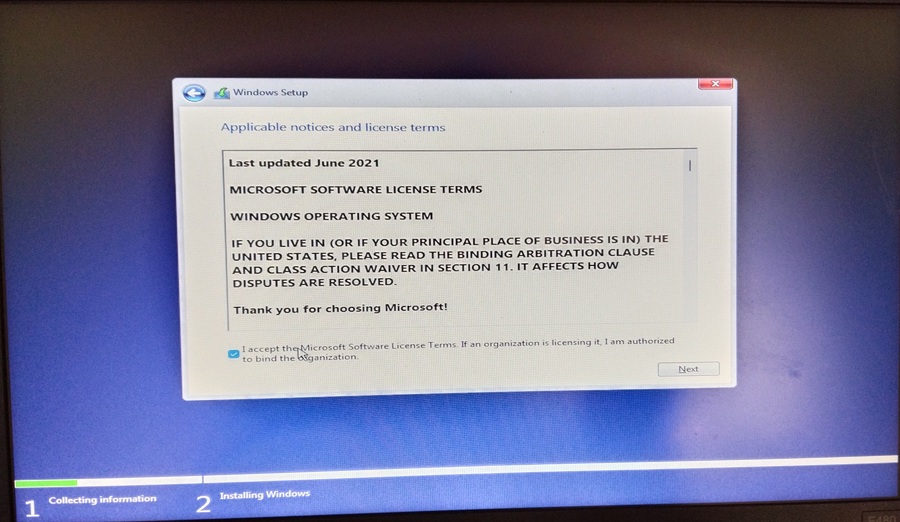 Windows Setup
Applicable notices and license terms
Last updated June 2021
MICROSOFT SOFTWARE LICENSE TERMS
WINDOWS OPERATING SYSTEM
IF YOU LIVE IN (OR IF YOUR PRINCIPAL PLACE OF BUSINESS IS IN) THE
UNITED STATES, PLEASE READ THE BINDING ARBITRATION CLAUSE
AND CLASS ACTION WAIVER IN SECTION 11. IT AFFECTS HOW
DISPUTES ARE RESOLVED.
Thank you for choosing Microsoft!
I accept the Microsoft Software License Terms. If an organization is licensing it, I am authorized
to bind the organization.
Next
1 Collecting information
2 Installing Windows